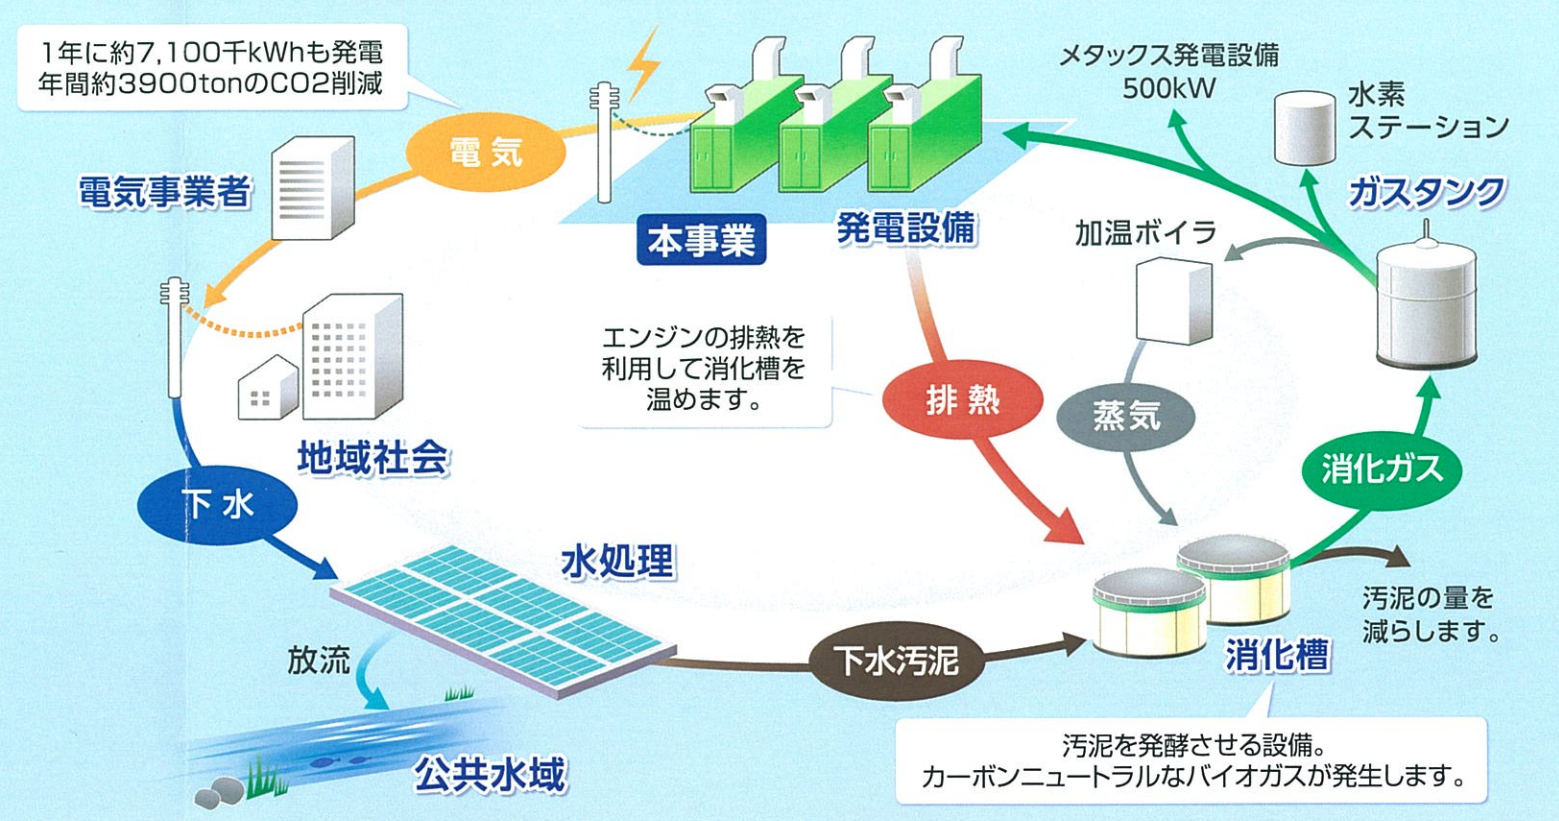 1年に約7,100千kWhも発電
年間約3900tonのCO2削減
電気
電気事業者
本事業
発電設備
メタックス発電設備
500kW
水素
ステーション
ガスタンク
加温ボイラ
エンジンの排熱を
利用して消化槽を
温めます。
排熱
蒸気
消化ガス
地域社会
下水
水処理
放流
公共水域
下水汚泥
消化槽
汚泥の量を
減らします。
汚泥を発酵させる設備。
カーボンニュートラルなバイオガスが発生します。